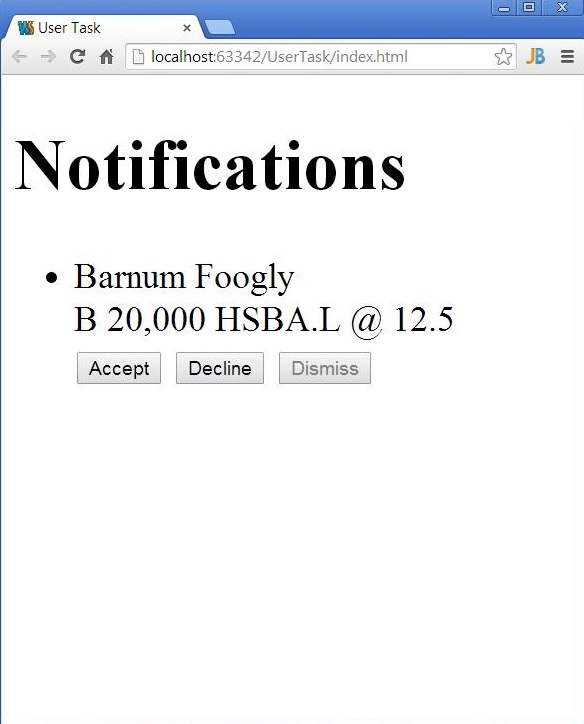 User Task
localhost:63342/UserTask/index.html
JB
Notifications
Barnum Foogly
B 20,000 HSBA.L @ 12.5
Accept Decline Dismiss